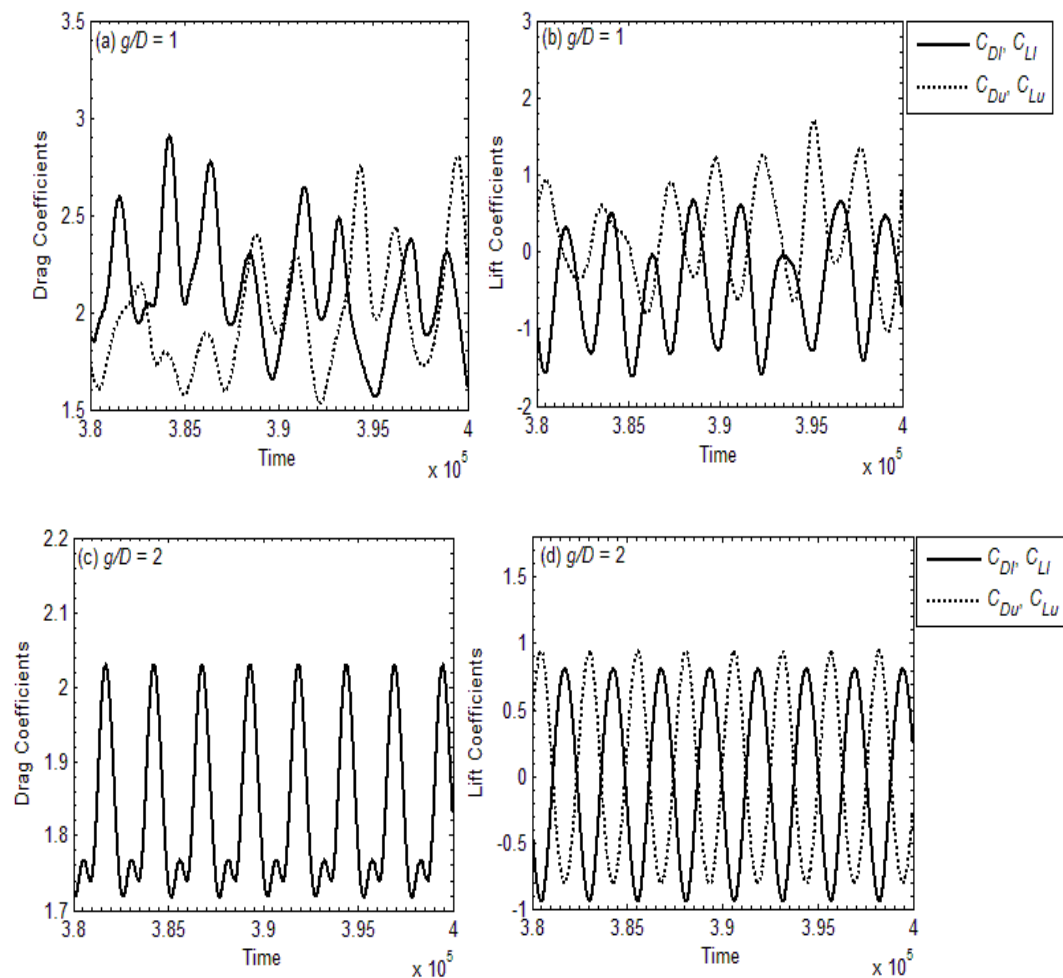 (a) g/D = 1
3.5
3
2.5
2
1.5
Drag Coefficients
3.8
3.85
3.9
3.95
4
Time
x 10^5
(b) g/D = 1
3
2
1
0
-1
-2
Lift Coefficients
3.8
3.85
3.9
3.95
4
Time
x 10^5
C_Dl, C_Ll
C_Du, C_Lu
(c) g/D = 2
2.2
2.1
2
1.9
1.8
1.7
Drag Coefficients
3.8
3.85
3.9
3.95
4
Time
x 10^5
(d) g/D = 2
1.5
1
0.5
0
-0.5
-1
Lift Coefficients
3.8
3.85
3.9
3.95
4
Time
x 10^5
C_Dl, C_Ll
C_Du, C_Lu